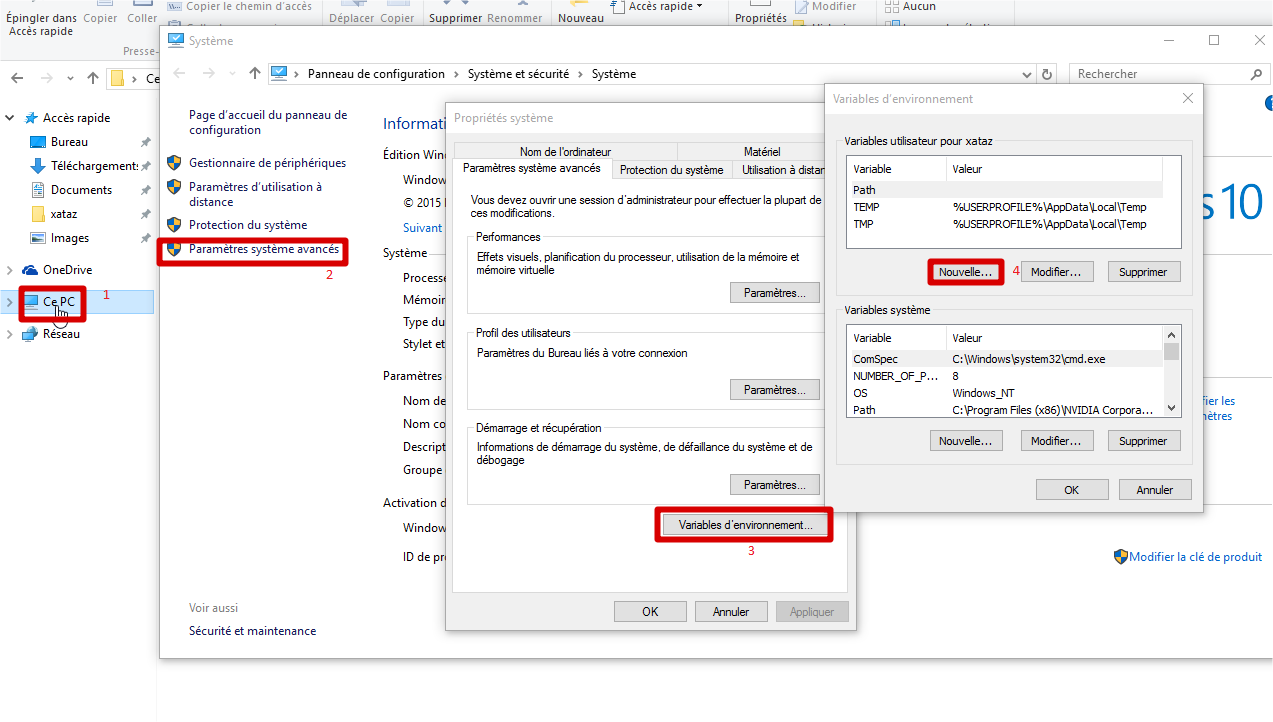 Épingler dans
Accès rapide
Copier
Coller
Copier le chemin d'accès
Presse-
Déplacer
Copier
Supprimer
Renommer
Nouveau
Accès rapide
Propriétés
Modifier
Aucun
Ce
Accès rapide
Bureau
Téléchargements
Documents
xataz
Images
OneDrive
Ce PC
1
Réseau
Système
Panneau de configuration > Système et sécurité > Système
Rechercher
Page d'accueil du panneau de
configuration
Gestionnaire de périphériques
Paramètres d'utilisation à
distance
Protection du système
Paramètres système avancés
2
Voir aussi
Sécurité et maintenance
Informati
Édition Win
Window
© 2015
Suivant
Système
Processe
Mémoir
Type du
Stylet et
Paramètres
Nom de
Nom co
Descript
Groupe
Activation d
Window
ID de pr
s 10
fier les
nètres
Modifier la clé de produit
Propriétés système
Nom de l'ordinateur
Matériel
Paramètres système avancés
Protection du système
Utilisation à distan
Vous devez ouvrir une session d'administrateur pour effectuer la plupart de
ces modifications.
Performances
Effets visuels, planification du processeur, utilisation de la mémoire et
mémoire virtuelle
Paramètres...
Profil des utilisateurs
Paramètres du Bureau liés à votre connexion
Paramètres...
Démarrage et récupération
Informations de démarrage du système, de défaillance du système et de
débogage
Paramètres...
Variables d'environnement...
3
OK
Annuler
Appliquer
Variables d'environnement
Variables utilisateur pour xataz
Variable Valeur
Path
TEMP %USERPROFILE%\AppData\Local\Temp
TMP %USERPROFILE%\AppData\Local\Temp
Nouvelle...
4
Modifier...
Supprimer
Variables système
Variable Valeur
ComSpec C:\Windows\system32\cmd.exe
NUMBER_OF_P... 8
OS Windows_NT
Path C:\Program Files (x86)\NVIDIA Corpora...
Nouvelle...
Modifier...
Supprimer
OK
Annuler